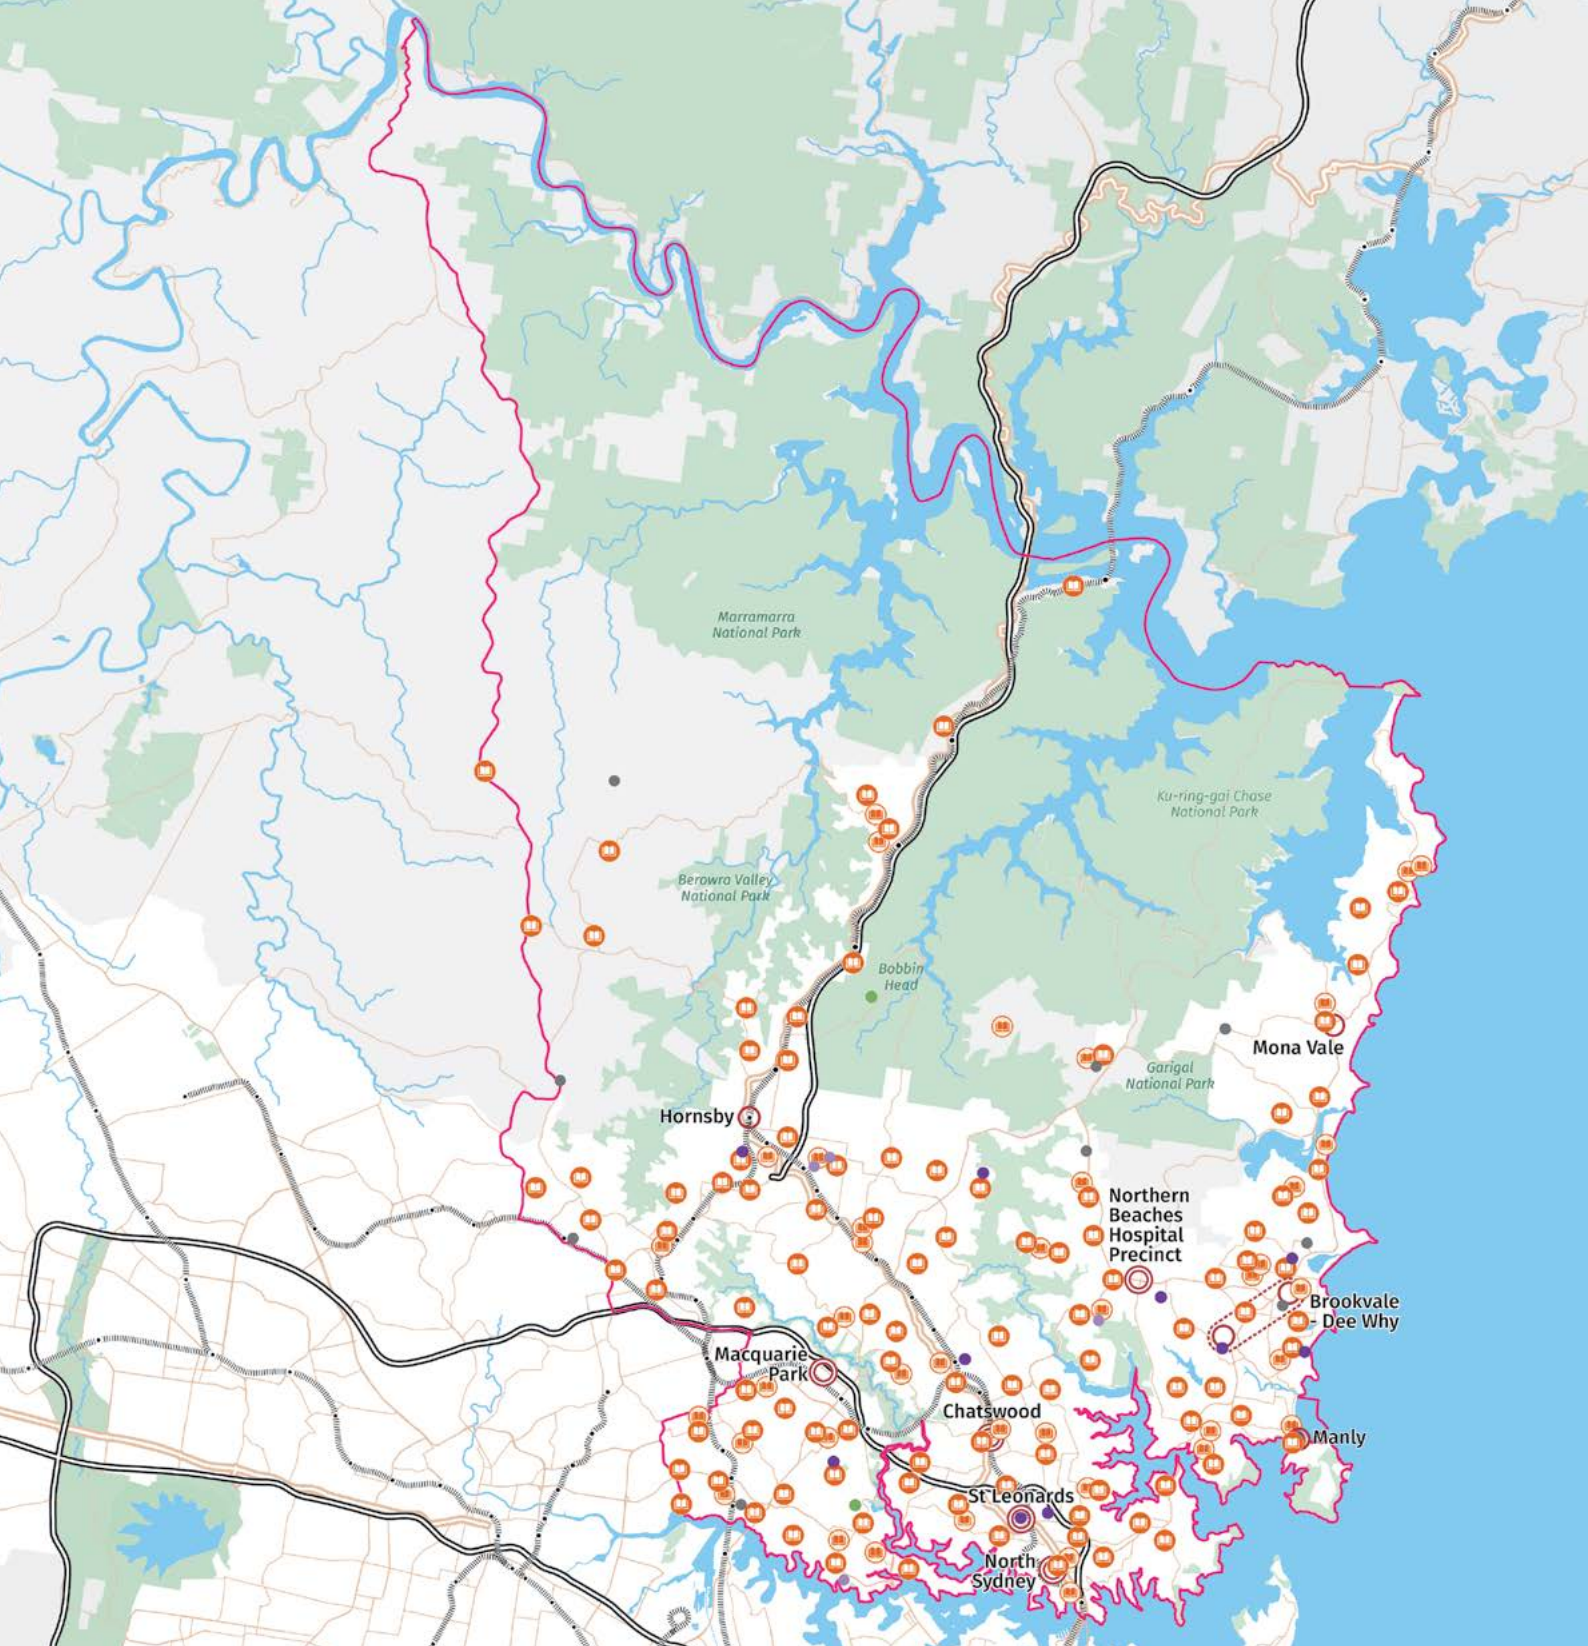 Marramarra
National Park
Ku-ring-gai Chase
National Park
Berowra Valley
National Park
Bobbin
Head
Mona Vale
Garigal
National Park
Hornsby
Northern
Beaches
Hospital
Precinct
Brookvale
- Dee Why
Macquarie
Park
Chatswood
Manly
St Leonards
North
Sydney